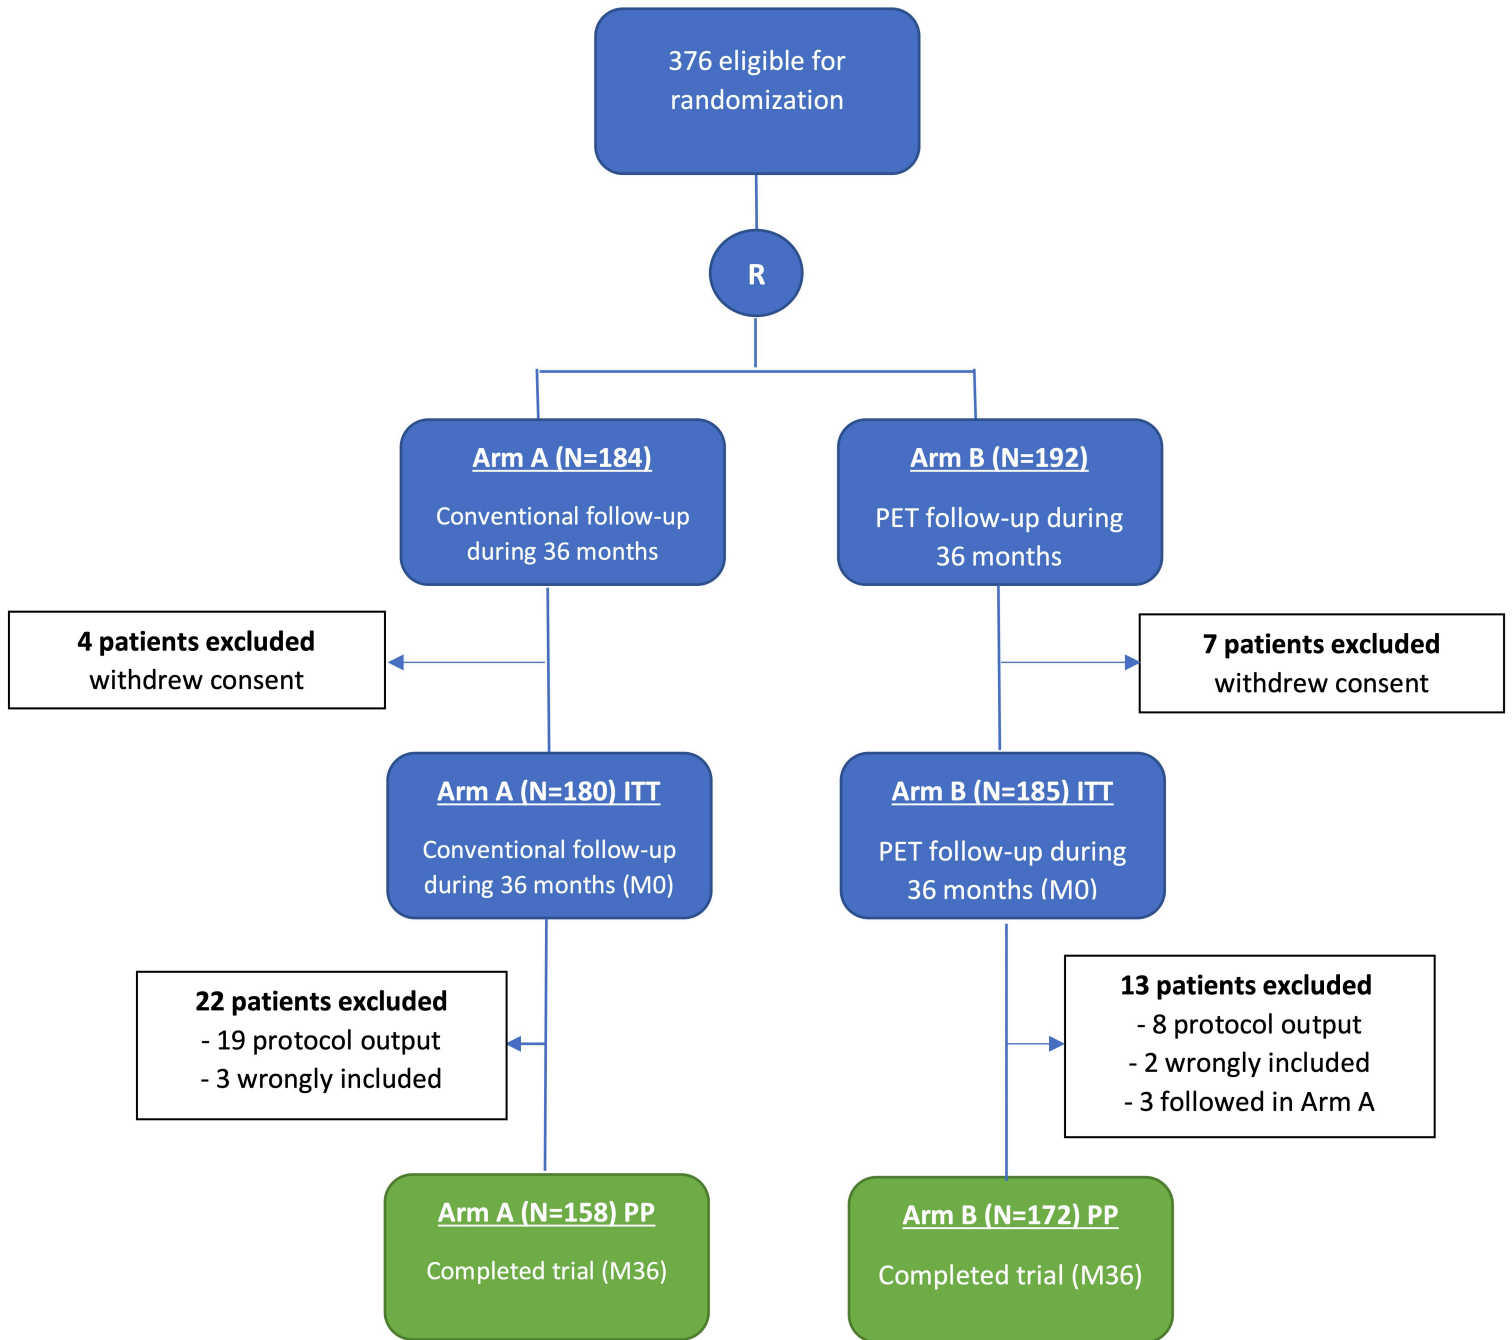 376 eligible for
randomization
R
Arm A (N=184)
Conventional follow-up
during 36 months
Arm B (N=192)
PET follow-up during
36 months
4 patients excluded
withdrew consent
7 patients excluded
withdrew consent
Arm A (N=180) ITT
Conventional follow-up
during 36 months (M0)
Arm B (N=185) ITT
PET follow-up during
36 months (M0)
22 patients excluded
- 19 protocol output
- 3 wrongly included
13 patients excluded
- 8 protocol output
- 2 wrongly included
- 3 followed in Arm A
Arm A (N=158) PP
Completed trial (M36)
Arm B (N=172) PP
Completed trial (M36)